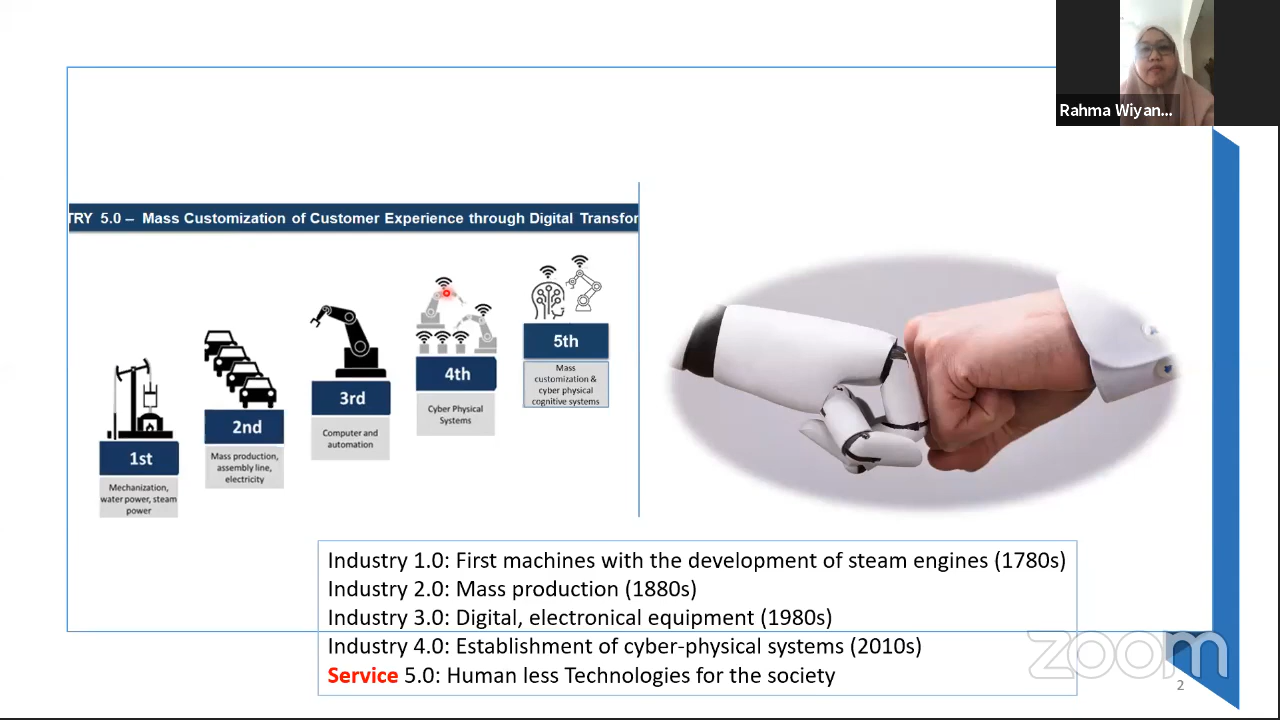 Rahma Wiyan...
TRY 5.0 – Mass Customization of Customer Experience through Digital Transfor
5th
Mass
customization &
cyber physical
cognitive systems
4th
Cyber Physical
Systems
3rd
Computer and
automation
2nd
Mass production,
assembly line,
electricity
1st
Mechanization,
water power, steam
power
Industry 1.0: First machines with the development of steam engines (1780s)
Industry 2.0: Mass production (1880s)
Industry 3.0: Digital, electronical equipment (1980s)
Industry 4.0: Establishment of cyber-physical systems (2010s)
Service 5.0: Human less Technologies for the society
zoom
2